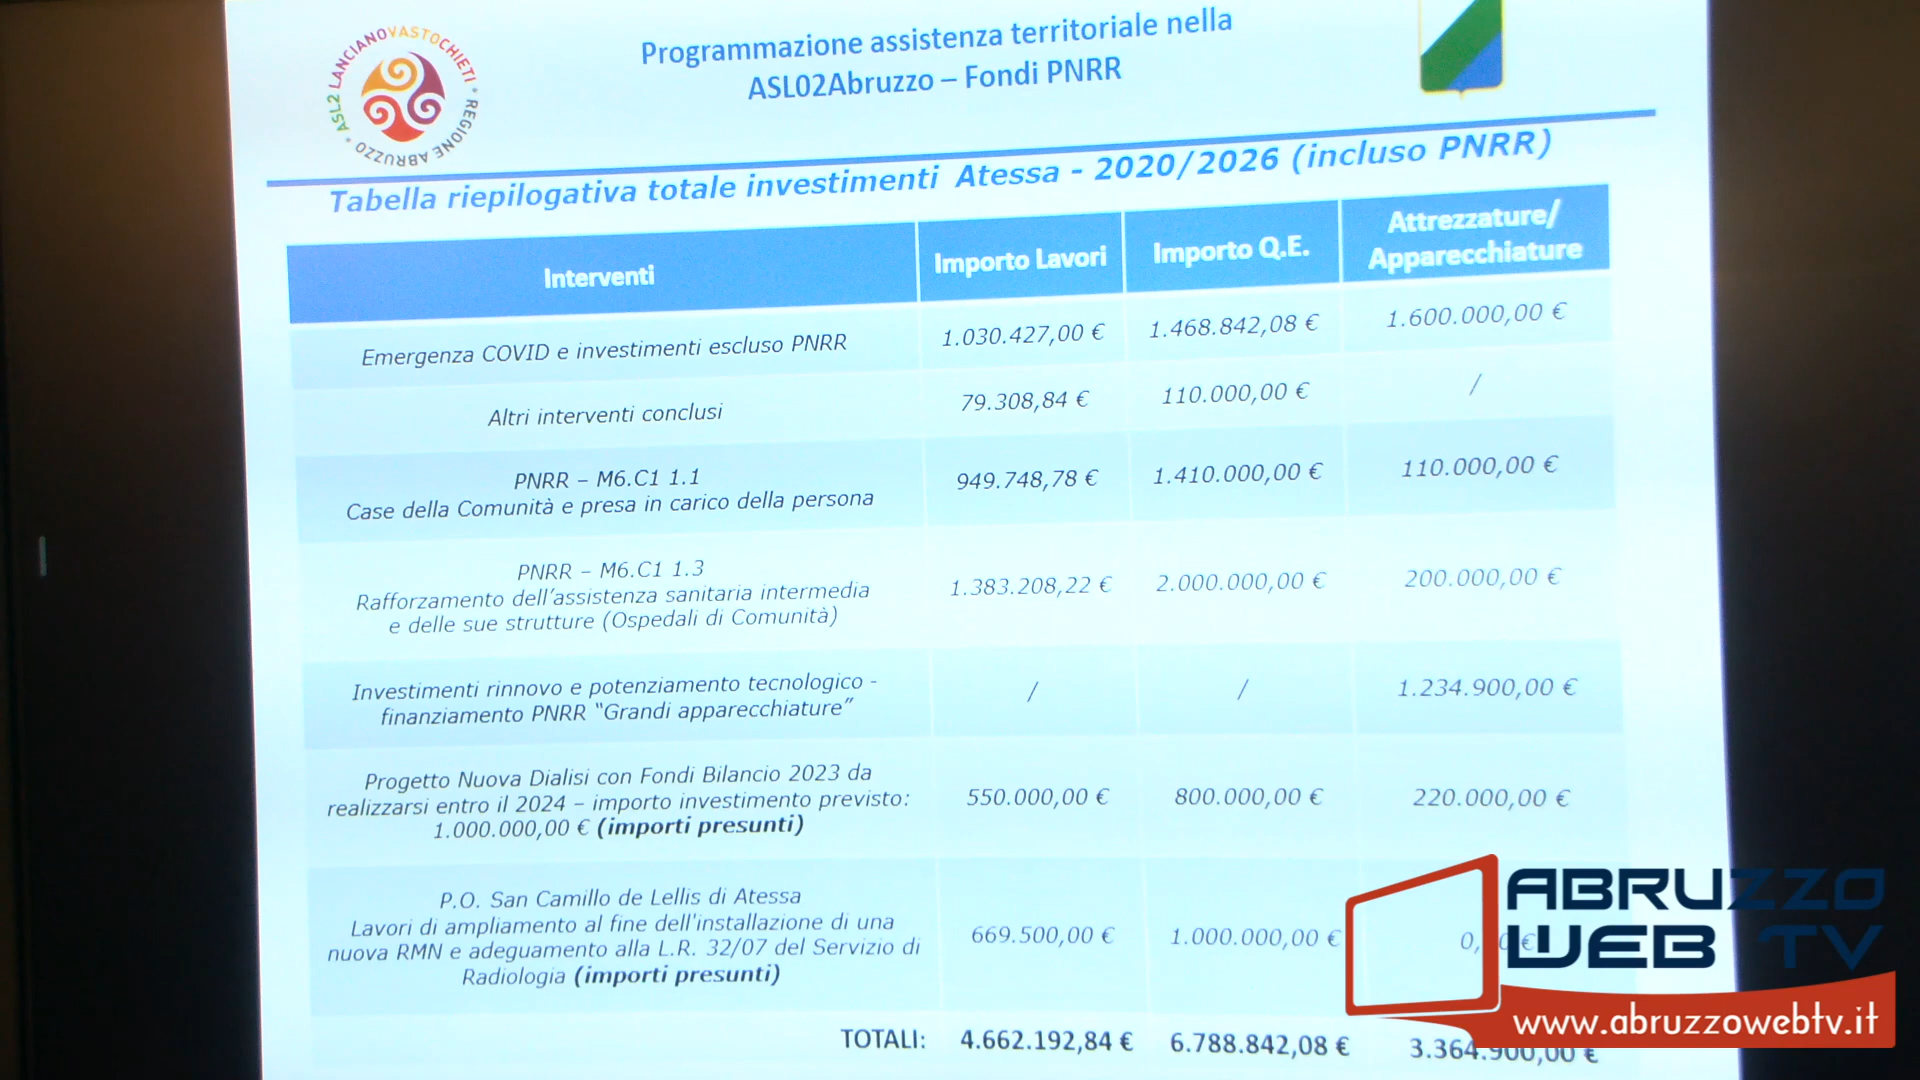 ASL2 LANCIANOVASTOCHIETI * REGIONE ABRUZZO *
Programmazione assistenza territoriale nella
ASL02Abruzzo – Fondi PNRR
Tabella riepilogativa totale investimenti Atessa - 2020/2026 (incluso PNRR)
Interventi
Importo Lavori
Importo Q.E.
Attrezzature/
Apparecchiature
Emergenza COVID e investimenti escluso PNRR
1.030.427,00 €
1.468.842,08 €
1.600.000,00 €
Altri interventi conclusi
79.308,84 €
110.000,00 €
/
PNRR – M6.C1 1.1
Case della Comunità e presa in carico della persona
949.748,78 €
1.410.000,00 €
110.000,00 €
PNRR – M6.C1 1.3
Rafforzamento dell'assistenza sanitaria intermedia
e delle sue strutture (Ospedali di Comunità)
1.383.208,22 €
2.000.000,00 €
200.000,00 €
Investimenti rinnovo e potenziamento tecnologico -
finanziamento PNRR “Grandi apparecchiature”
/
/
1.234.900,00 €
Progetto Nuova Dialisi con Fondi Bilancio 2023 da
realizzarsi entro il 2024 – importo investimento previsto:
1.000.000,00 € (importi presunti)
550.000,00 €
800.000,00 €
220.000,00 €
P.O. San Camillo de Lellis di Atessa
Lavori di ampliamento al fine dell'installazione di una
nuova RMN e adeguamento alla L.R. 32/07 del Servizio di
Radiologia (importi presunti)
669.500,00 €
1.000.000,00 €
TOTALI:
4.662.192,84 €
6.788.842,08 €
3.364.900,00 €
ABRUZZO
WEB TV
www.abruzzowebtv.it